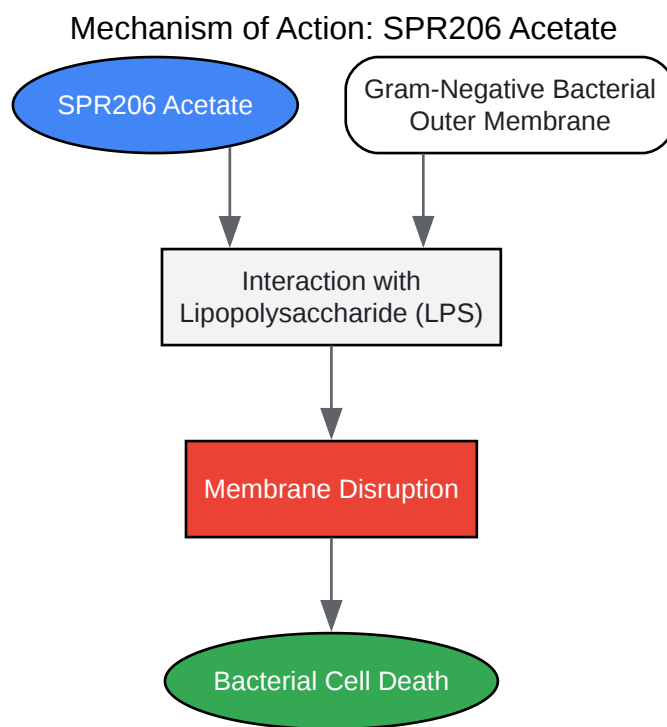 Mechanism of Action: SPR206 Acetate
SPR206 Acetate
Gram-Negative Bacterial
Outer Membrane
Interaction with
Lipopolysaccharide (LPS)
Membrane Disruption
Bacterial Cell Death